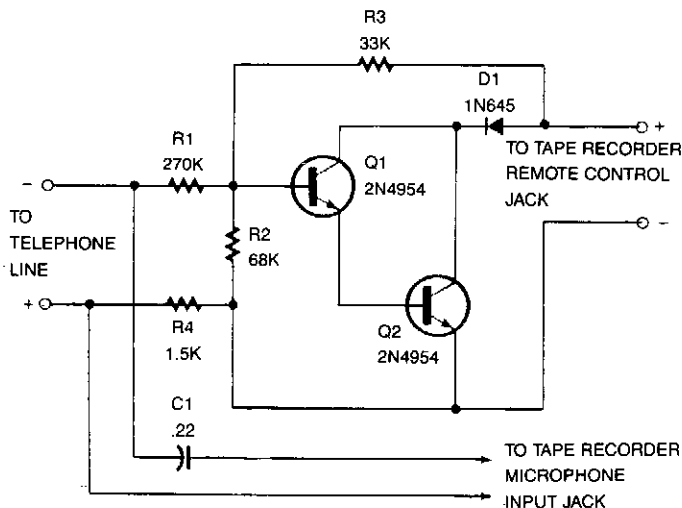 R3
33K
D1
1N645
+
TO TAPE RECORDER
REMOTE CONTROL
JACK
-
R1
270K
Q1
2N4954
-
TO
TELEPHONE
LINE
+
R2
68K
R4
1.5K
Q2
2N4954
C1
.22
TO TAPE RECORDER
MICROPHONE
INPUT JACK